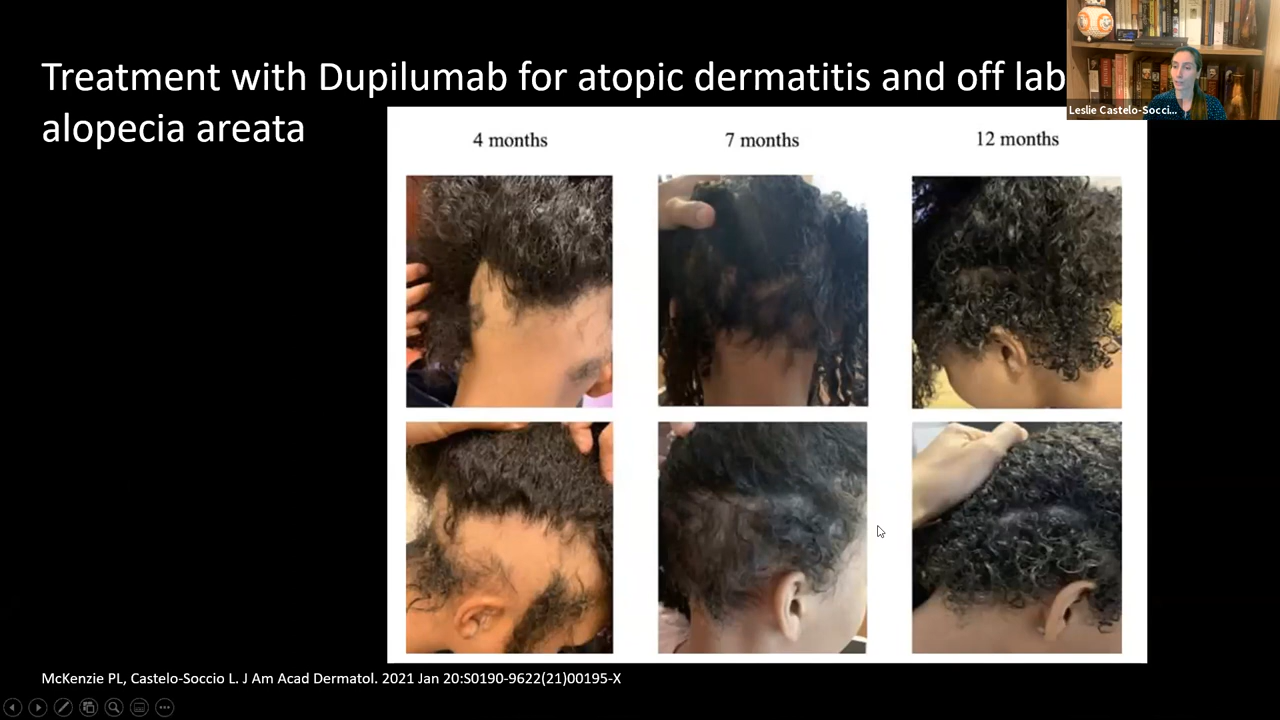 Treatment with Dupilumab for atopic dermatitis and off lab
alopecia areata
Leslie Castelo-Socci...
4 months 7 months 12 months
McKenzie PL, Castelo-Soccio L. J Am Acad Dermatol. 2021 Jan 20:S0190-9622(21)00195-X